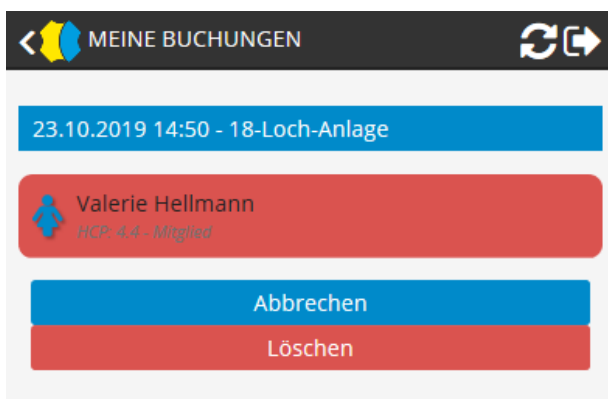 MEINE BUCHUNGEN
23.10.2019 14:50 - 18-Loch-Anlage
Valerie Hellmann
HCP: 4.4 - Mitglied
Abbrechen
Löschen